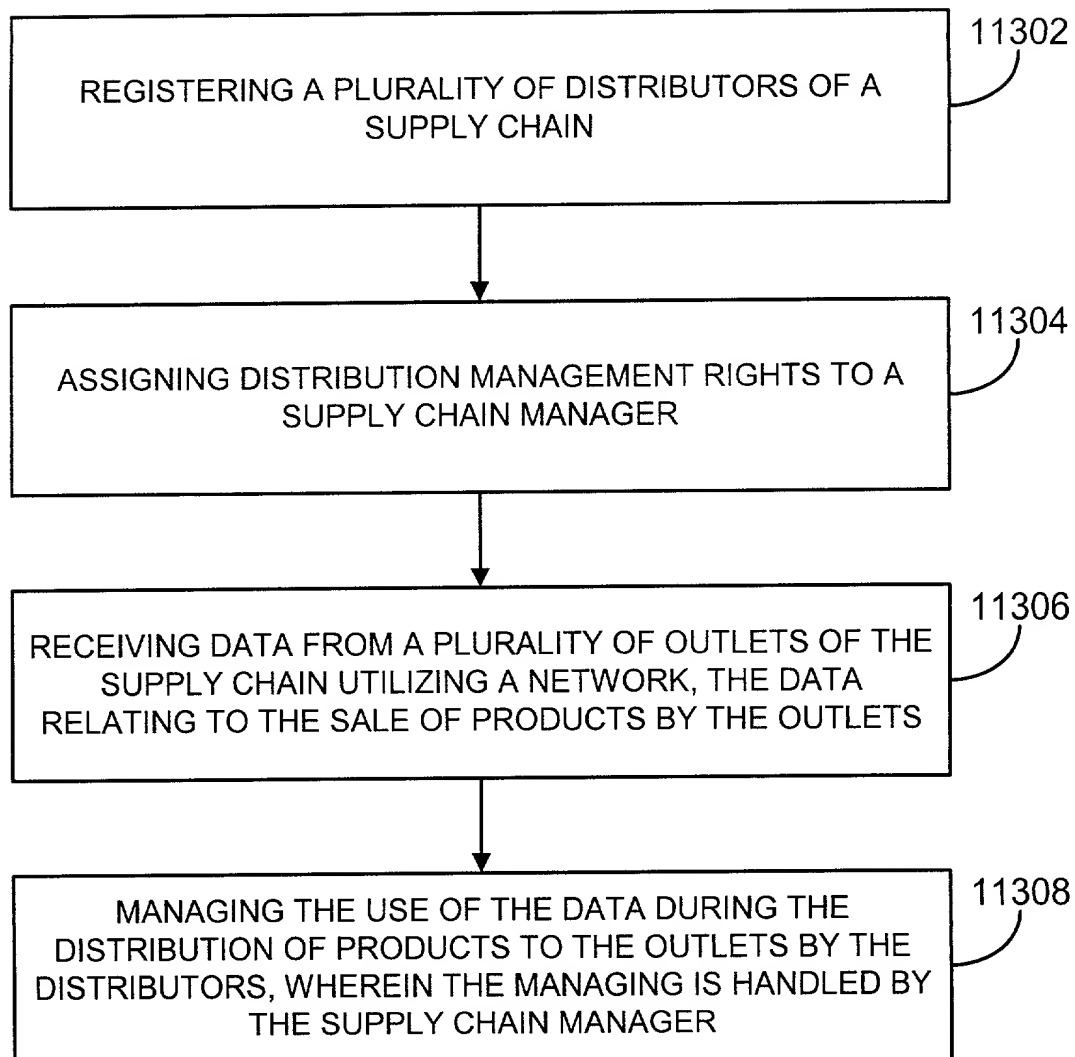 11302
REGISTERING A PLURALITY OF DISTRIBUTORS OF A
SUPPLY CHAIN
11304
ASSIGNING DISTRIBUTION MANAGEMENT RIGHTS TO A
SUPPLY CHAIN MANAGER
11306
RECEIVING DATA FROM A PLURALITY OF OUTLETS OF THE
SUPPLY CHAIN UTILIZING A NETWORK, THE DATA
RELATING TO THE SALE OF PRODUCTS BY THE OUTLETS
11308
MANAGING THE USE OF THE DATA DURING THE
DISTRIBUTION OF PRODUCTS TO THE OUTLETS BY THE
DISTRIBUTORS, WHEREIN THE MANAGING IS HANDLED BY
THE SUPPLY CHAIN MANAGER